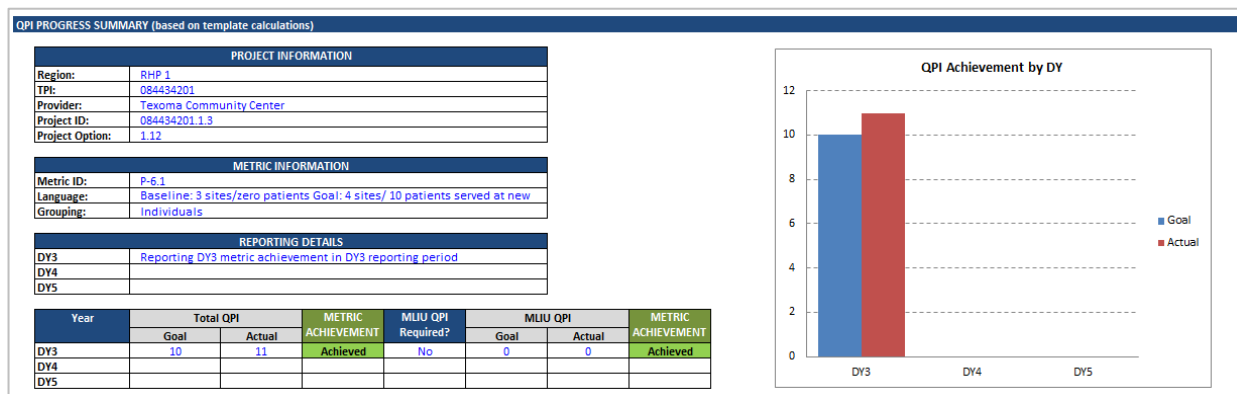 QPI PROGRESS SUMMARY (based on template calculations)
PROJECT INFORMATION
Region: RHP 1
TPI: 084434201
Provider: Texoma Community Center
Project ID: 084434201.1.3
Project Option: 1.12
METRIC INFORMATION
Metric ID: P-6.1
Language: Baseline: 3 sites/zero patients Goal: 4 sites/ 10 patients served at new
Grouping: Individuals
REPORTING DETAILS
DY3 Reporting DY3 metric achievement in DY3 reporting period
DY4
DY5
Year Total QPI METRIC ACHIEVEMENT MLIU QPI Required? MLIU QPI METRIC ACHIEVEMENT
Goal Actual Goal Actual
DY3 10 11 Achieved No 0 0 Achieved
DY4
DY5
QPI Achievement by DY
12
10
8
6
4
2
0
DY3 DY4 DY5
Goal
Actual